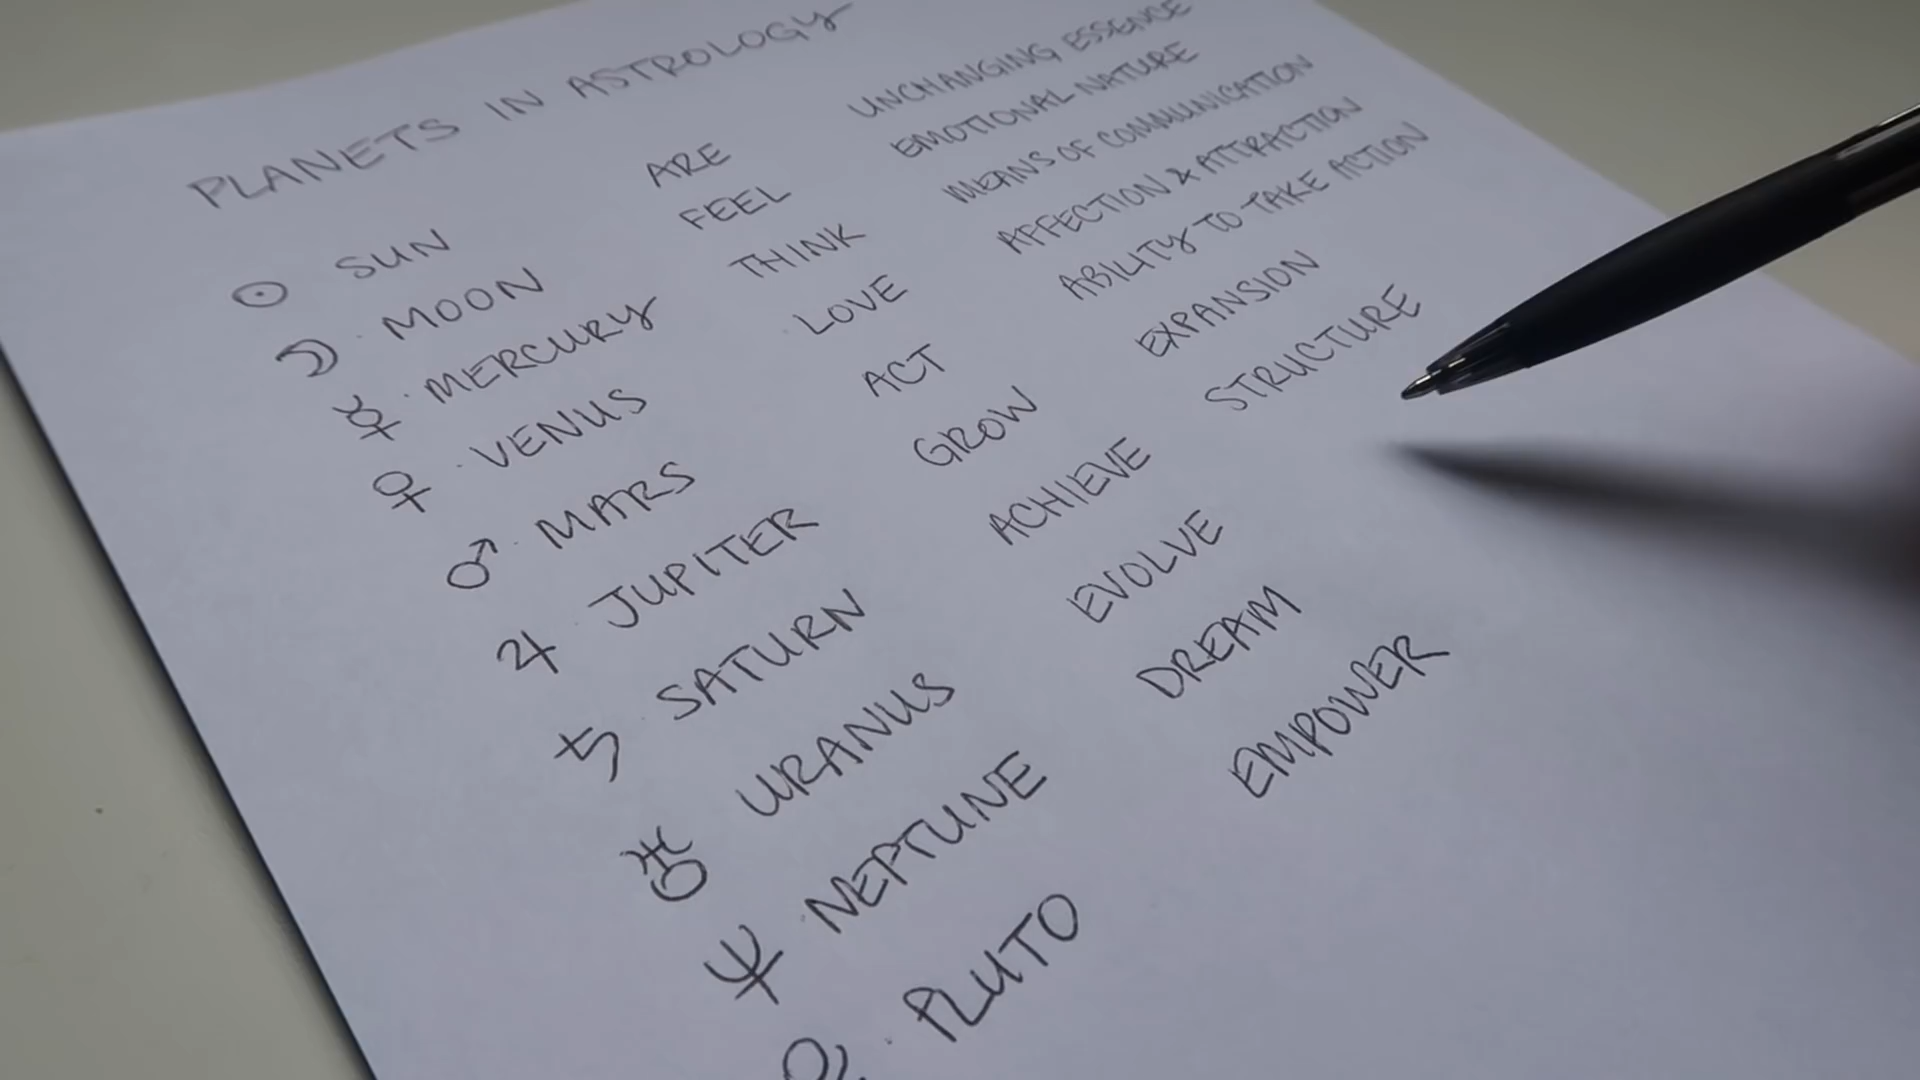 PLANETS IN ASTROLOGY
☉ SUN ARE UNCHANGING ESSENCE
☽ · MOON FEEL EMOTIONAL NATURE
☿ · MERCURY THINK MEANS OF COMMUNICATION
♀ · VENUS LOVE AFFECTION & ATTRACTION
♂ · MARS ACT ABILITY TO TAKE ACTION
♃ JUPITER GROW EXPANSION
♄ SATURN ACHIEVE STRUCTURE
⛢ URANUS EVOLVE
♆ NEPTUNE DREAM
· PLUTO EMPOWER